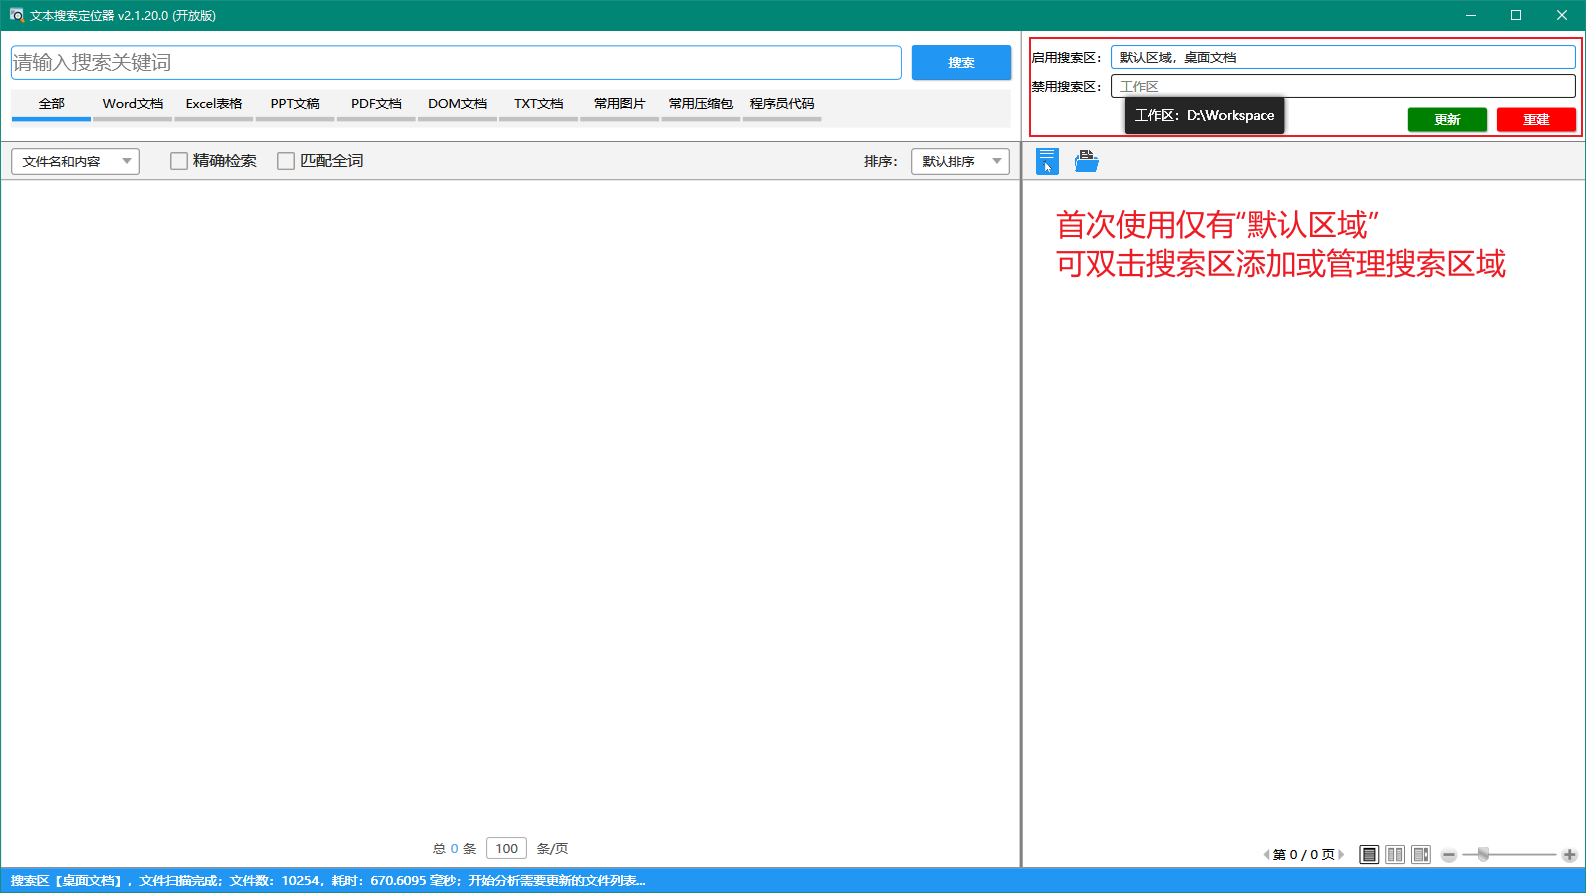 文本搜索定位器 v2.1.20.0 (开放版)
请输入搜索关键词
搜索
启用搜索区：
默认区域，桌面文档
禁用搜索区：
工作区
工作区：D:\Workspace
更新
重建
全部
Word文档
Excel表格
PPT文稿
PDF文档
DOM文档
TXT文档
常用图片
常用压缩包
程序员代码
文件名和内容
精确检索
匹配全词
排序：
默认排序
首次使用仅有“默认区域”
可双击搜索区添加或管理搜索区域
总 0 条
100
条/页
第 0 / 0 页
搜索区【桌面文档】，文件扫描完成；文件数：10254，耗时：670.6095 毫秒；开始分析需要更新的文件列表...